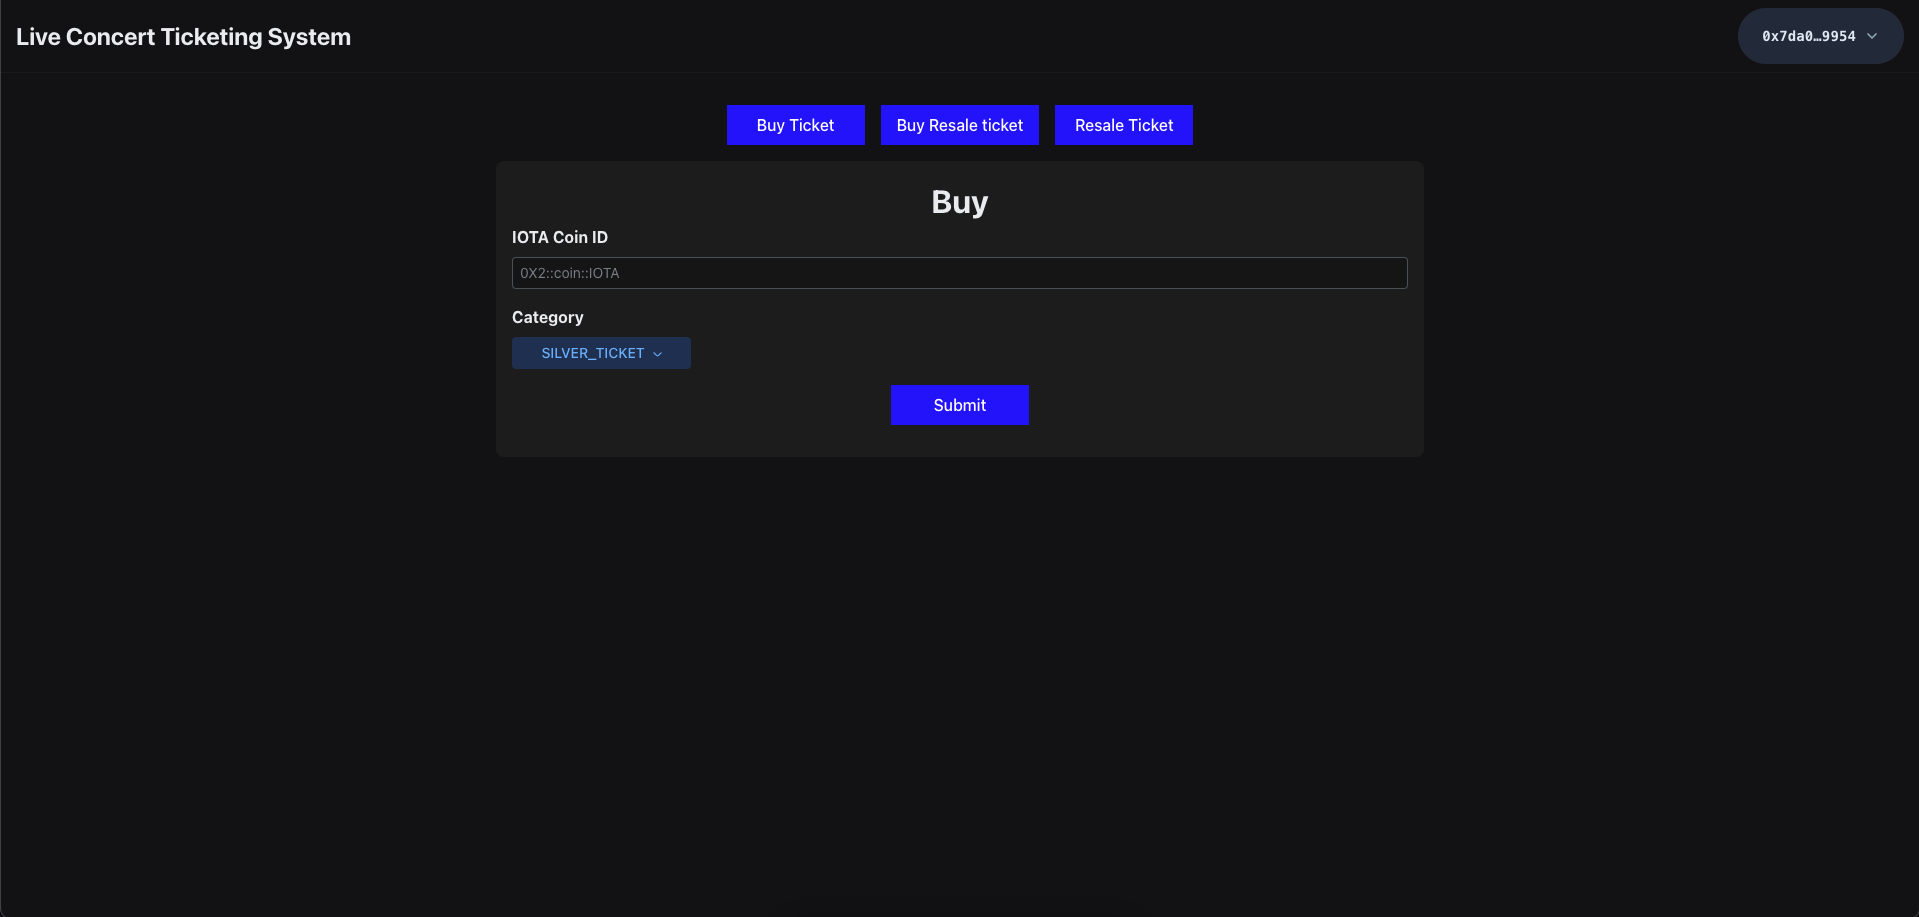 Live Concert Ticketing System
0x7da0…9954
Buy Ticket
Buy Resale ticket
Resale Ticket
Buy
IOTA Coin ID
0X2::coin::IOTA
Category
SILVER_TICKET
Submit